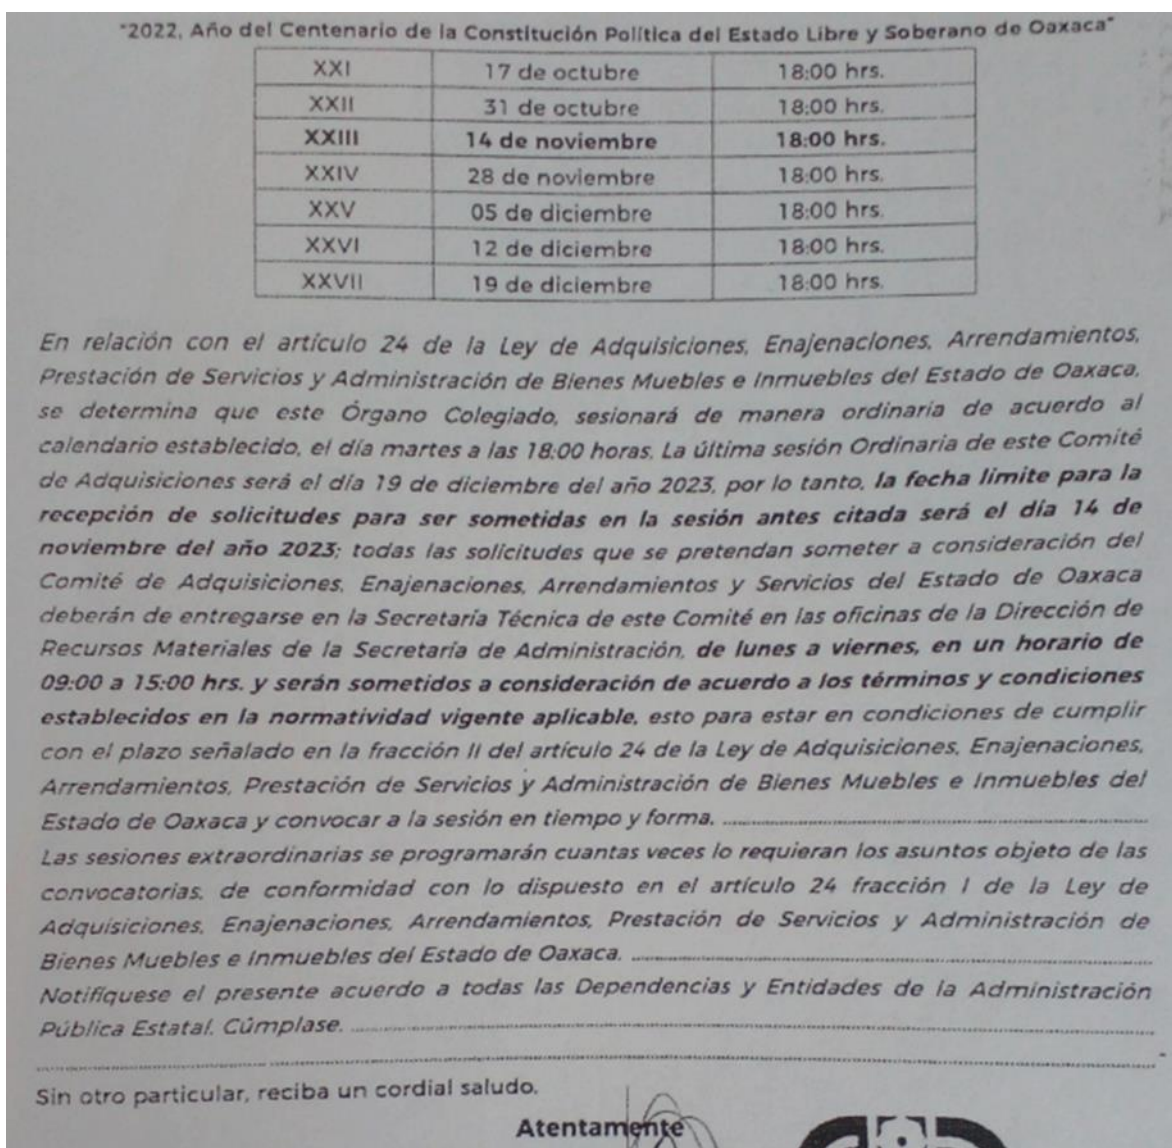 "2022, Año del Centenario de la Constitución Política del Estado Libre y Soberano de Oaxaca"
XXI 17 de octubre 18:00 hrs.
XXII 31 de octubre 18:00 hrs.
XXIII 14 de noviembre 18:00 hrs.
XXIV 28 de noviembre 18:00 hrs.
XXV 05 de diciembre 18:00 hrs.
XXVI 12 de diciembre 18:00 hrs.
XXVII 19 de diciembre 18:00 hrs.
En relación con el artículo 24 de la Ley de Adquisiciones, Enajenaciones, Arrendamientos,
Prestación de Servicios y Administración de Bienes Muebles e Inmuebles del Estado de Oaxaca,
se determina que este Órgano Colegiado, sesionará de manera ordinaria de acuerdo al
calendario establecido, el día martes a las 18:00 horas. La última sesión Ordinaria de este Comité
de Adquisiciones será el día 19 de diciembre del año 2023, por lo tanto, la fecha límite para la
recepción de solicitudes para ser sometidas en la sesión antes citada será el día 14 de
noviembre del año 2023; todas las solicitudes que se pretendan someter a consideración del
Comité de Adquisiciones, Enajenaciones, Arrendamientos y Servicios del Estado de Oaxaca
deberán de entregarse en la Secretaría Técnica de este Comité en las oficinas de la Dirección de
Recursos Materiales de la Secretaría de Administración, de lunes a viernes, en un horario de
09:00 a 15:00 hrs. y serán sometidos a consideración de acuerdo a los términos y condiciones
establecidos en la normatividad vigente aplicable, esto para estar en condiciones de cumplir
con el plazo señalado en la fracción II del artículo 24 de la Ley de Adquisiciones, Enajenaciones,
Arrendamientos, Prestación de Servicios y Administración de Bienes Muebles e Inmuebles del
Estado de Oaxaca y convocar a la sesión en tiempo y forma.
Las sesiones extraordinarias se programarán cuantas veces lo requieran los asuntos objeto de las
convocatorias, de conformidad con lo dispuesto en el artículo 24 fracción I de la Ley de
Adquisiciones, Enajenaciones, Arrendamientos, Prestación de Servicios y Administración de
Bienes Muebles e Inmuebles del Estado de Oaxaca.
Notifíquese el presente acuerdo a todas las Dependencias y Entidades de la Administración
Pública Estatal. Cúmplase.
Sin otro particular, reciba un cordial saludo.
Atentamente